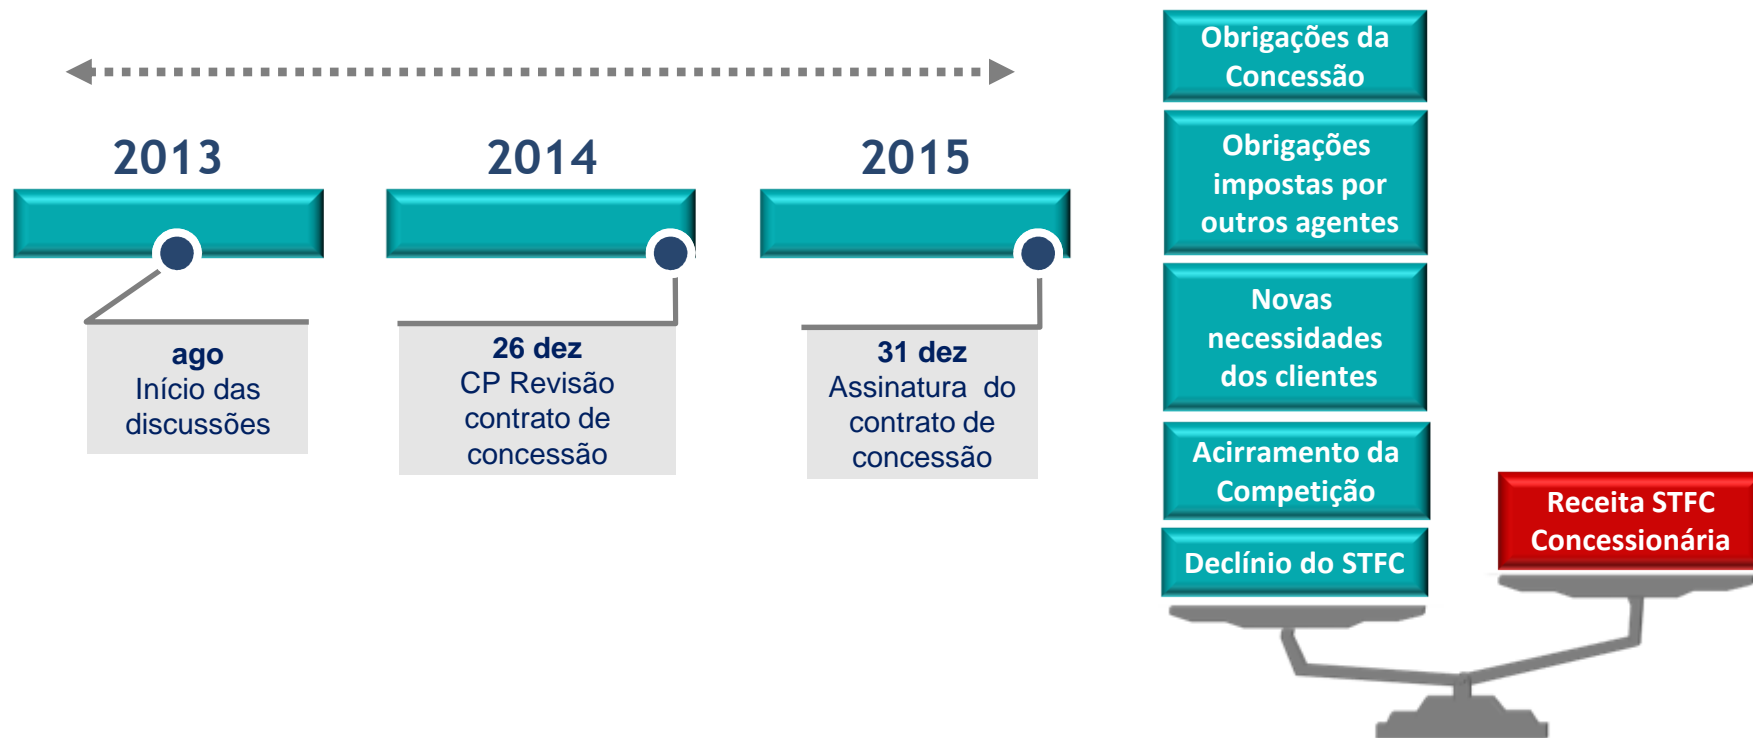 2013
2014
2015
ago
Início das
discussões
26 dez
CP Revisão
contrato de
concessão
31 dez
Assinatura do
contrato de
concessão
Obrigações da
Concessão
Obrigações
impostas por
outros agentes
Novas
necessidades
dos clientes
Acirramento da
Competição
Declínio do STFC
Receita STFC
Concessionária